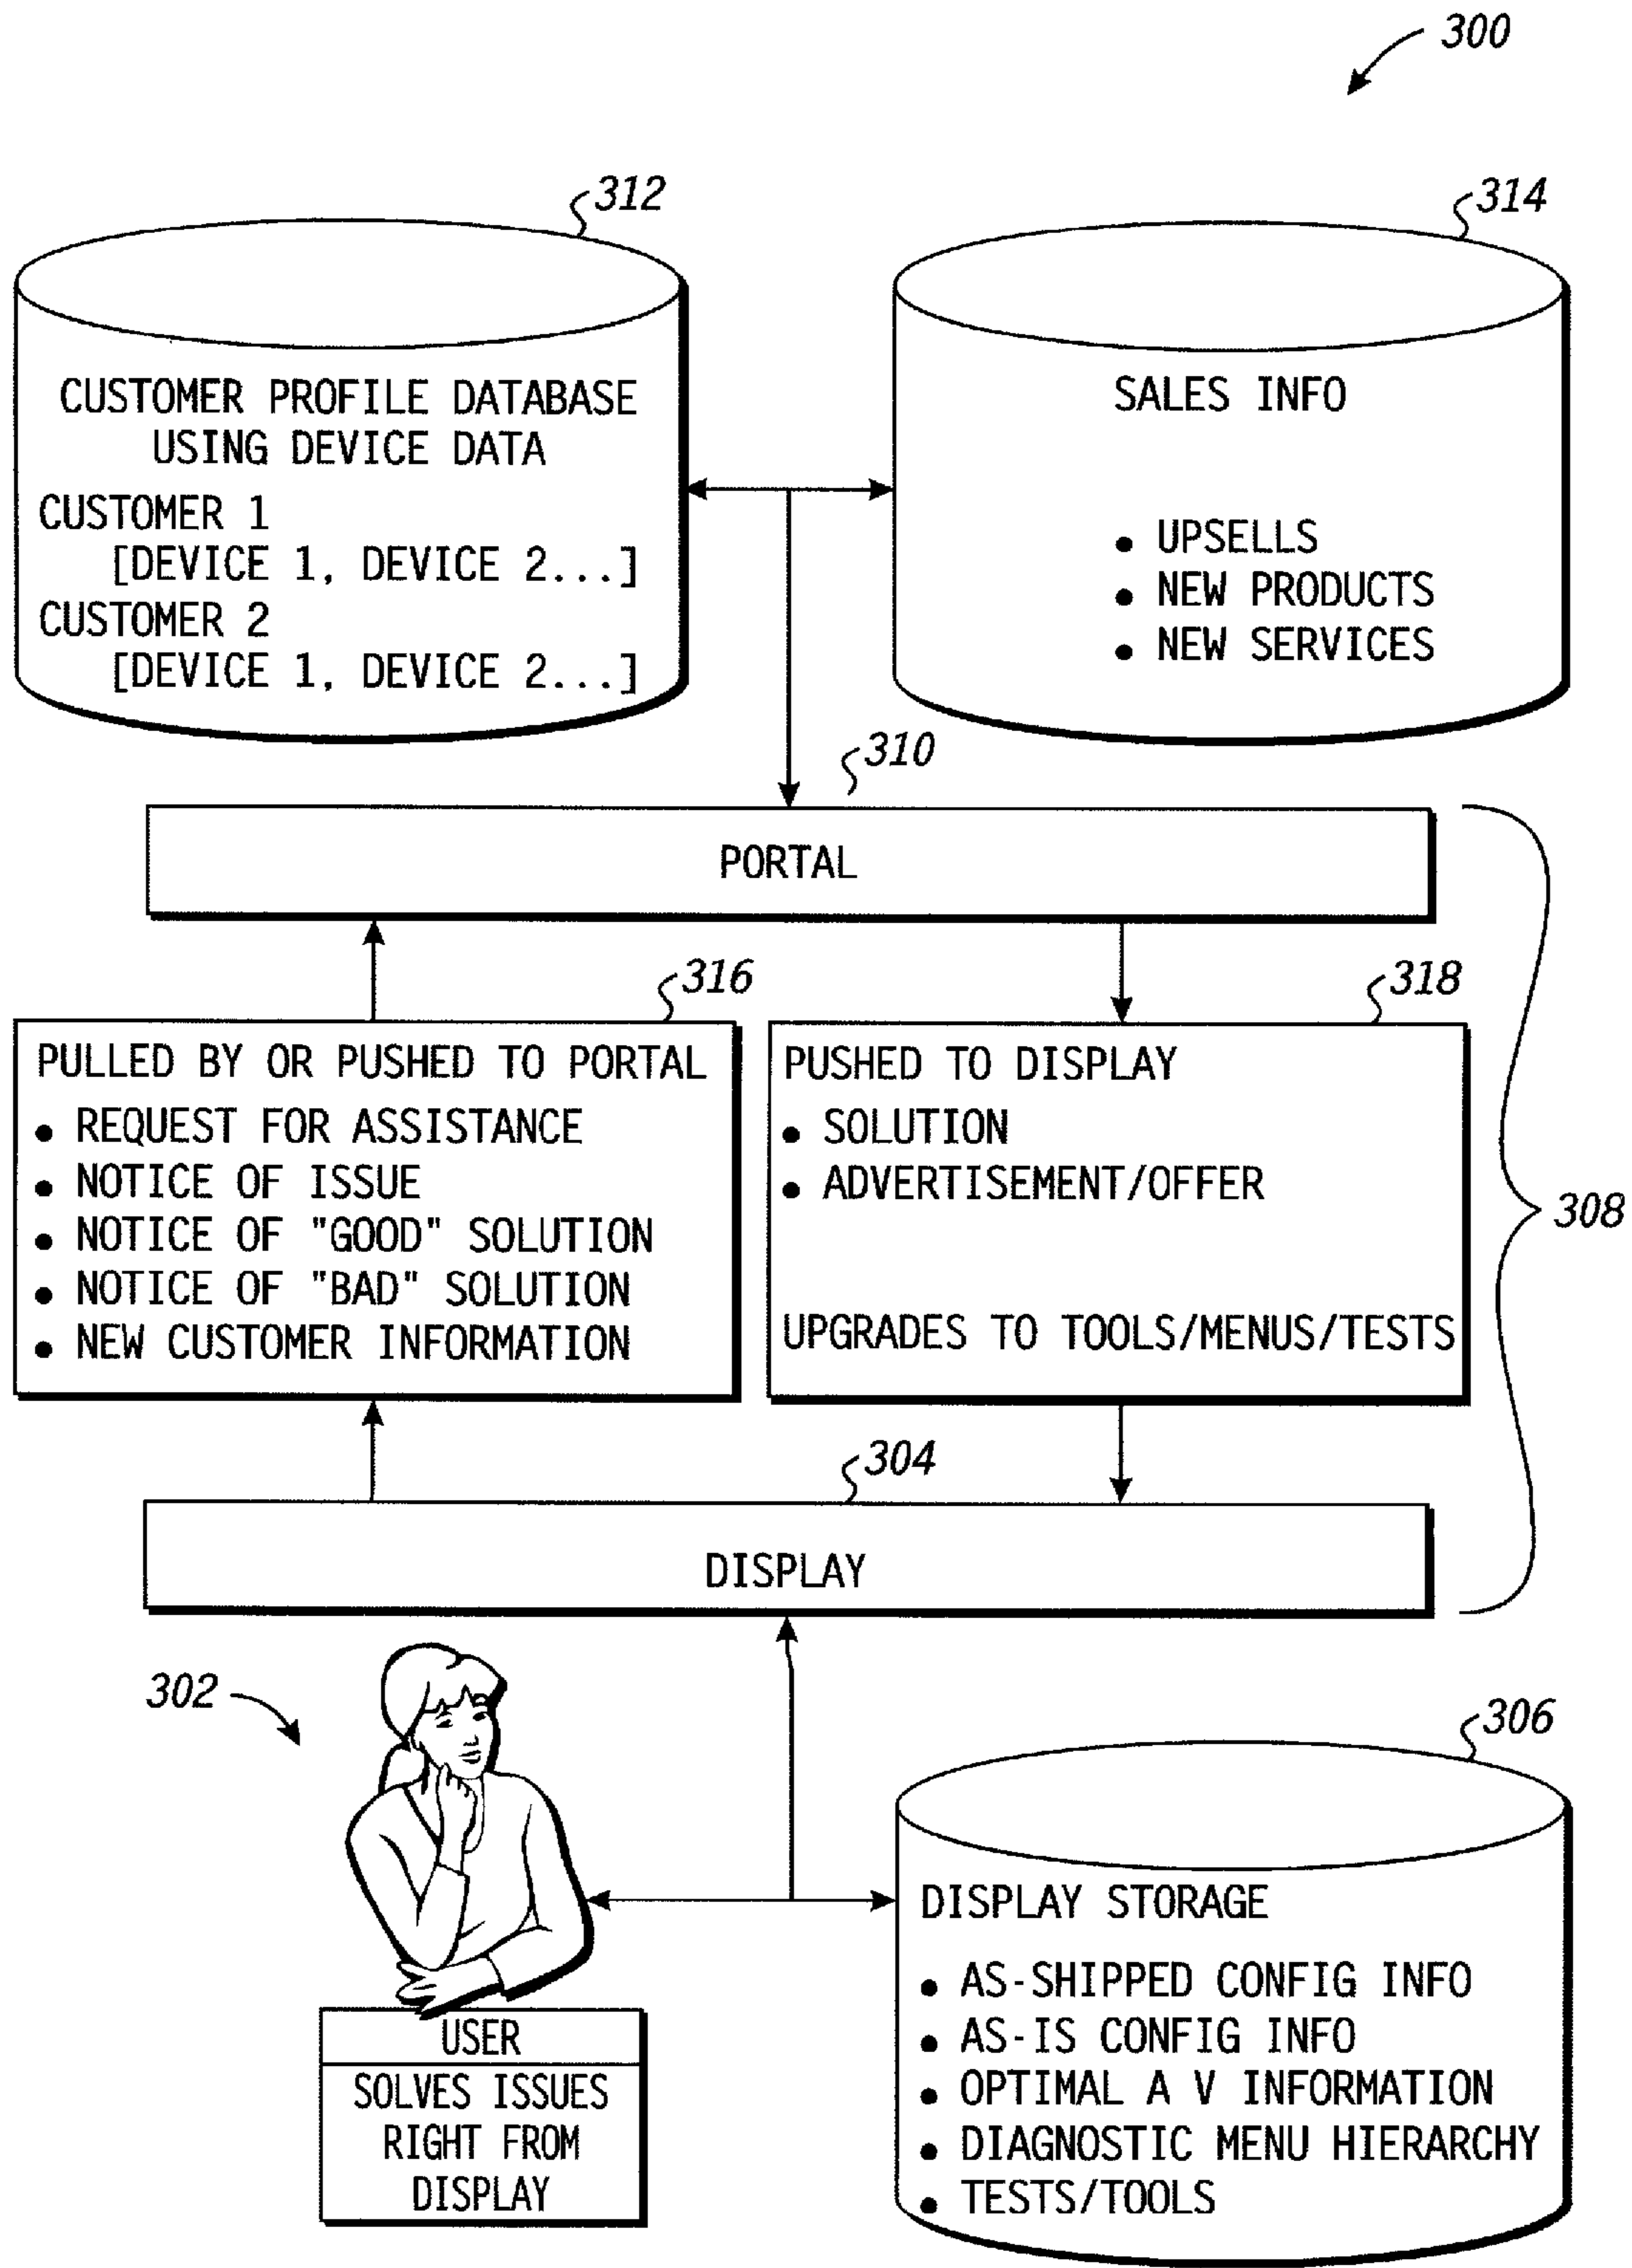 300
312
314
CUSTOMER PROFILE DATABASE
USING DEVICE DATA
CUSTOMER 1
[DEVICE 1, DEVICE 2...]
CUSTOMER 2
[DEVICE 1, DEVICE 2...]
SALES INFO
• UPSELLS
• NEW PRODUCTS
• NEW SERVICES
310
PORTAL
316
318
PULLED BY OR PUSHED TO PORTAL
• REQUEST FOR ASSISTANCE
• NOTICE OF ISSUE
• NOTICE OF "GOOD" SOLUTION
• NOTICE OF "BAD" SOLUTION
• NEW CUSTOMER INFORMATION
PUSHED TO DISPLAY
• SOLUTION
• ADVERTISEMENT/OFFER
UPGRADES TO TOOLS/MENUS/TESTS
308
304
DISPLAY
302
306
USER
SOLVES ISSUES
RIGHT FROM
DISPLAY
DISPLAY STORAGE
• AS-SHIPPED CONFIG INFO
• AS-IS CONFIG INFO
• OPTIMAL A V INFORMATION
• DIAGNOSTIC MENU HIERARCHY
• TESTS/TOOLS